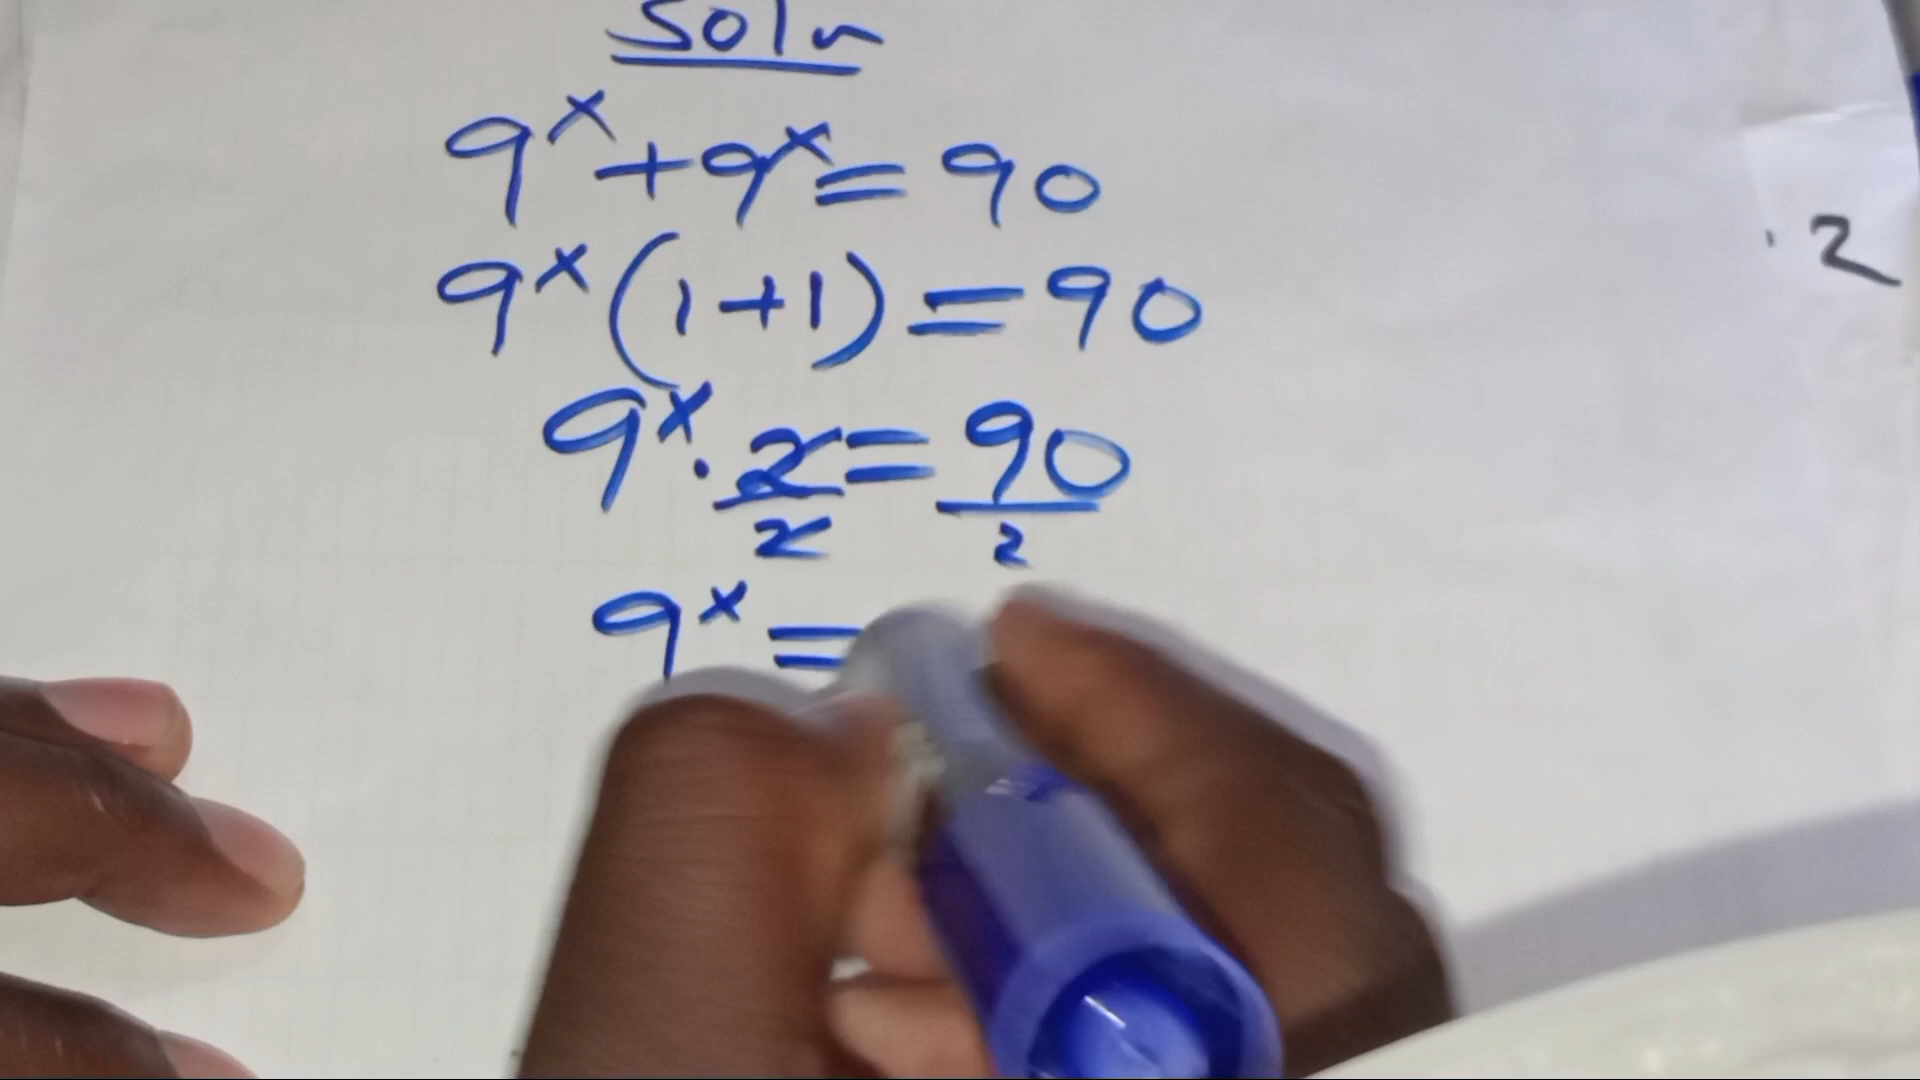 Soln
9^x + 9^x = 90
9^x (1 + 1) = 90
9^x . 2/2 = 90/2
9^x =
2